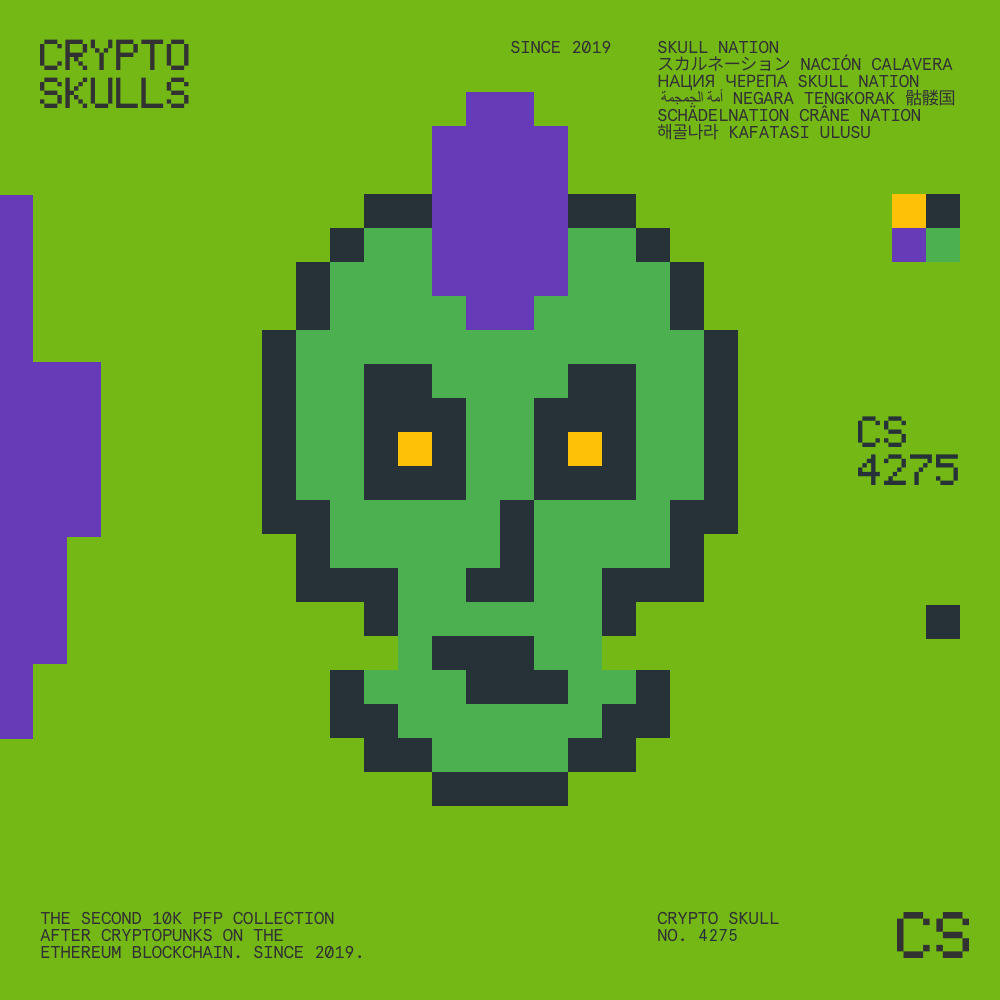 CRYPTO
SKULLS
SINCE 2019
SKULL NATION
スカルネーション NACIÓN CALAVERA
НАЦИЯ ЧЕРЕПА SKULL NATION
أمة الجمجمة NEGARA TENGKORAK 骷髅国
SCHÄDELNATION CRÂNE NATION
해골나라 KAFATASI ULUSU
CS
4275
THE SECOND 10K PFP COLLECTION
AFTER CRYPTOPUNKS ON THE
ETHEREUM BLOCKCHAIN. SINCE 2019.
CRYPTO SKULL
NO. 4275
CS